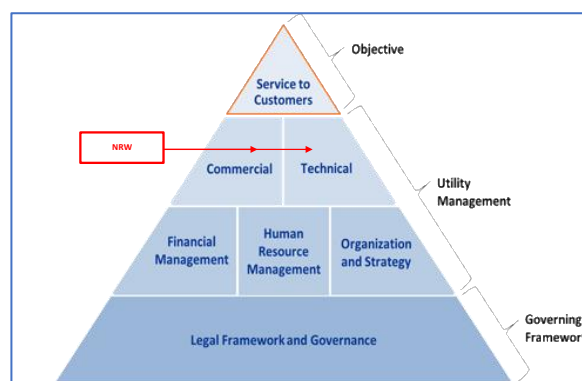 Objective
Service to
Customers
NRW
Commercial
Technical
Utility
Management
Financial
Management
Human
Resource
Management
Organization
and Strategy
Governing
Framework
Legal Framework and Governance